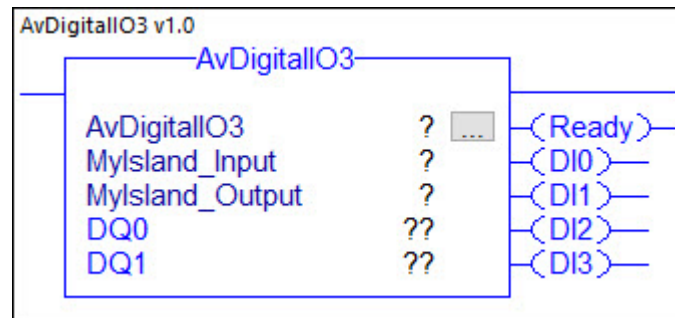 AvDigitalIO3 v1.0
AvDigitalIO3
AvDigitalIO3 ? ... Ready
MyIsland_Input ? DI0
MyIsland_Output ? DI1
DQ0 ?? DI2
DQ1 ?? DI3